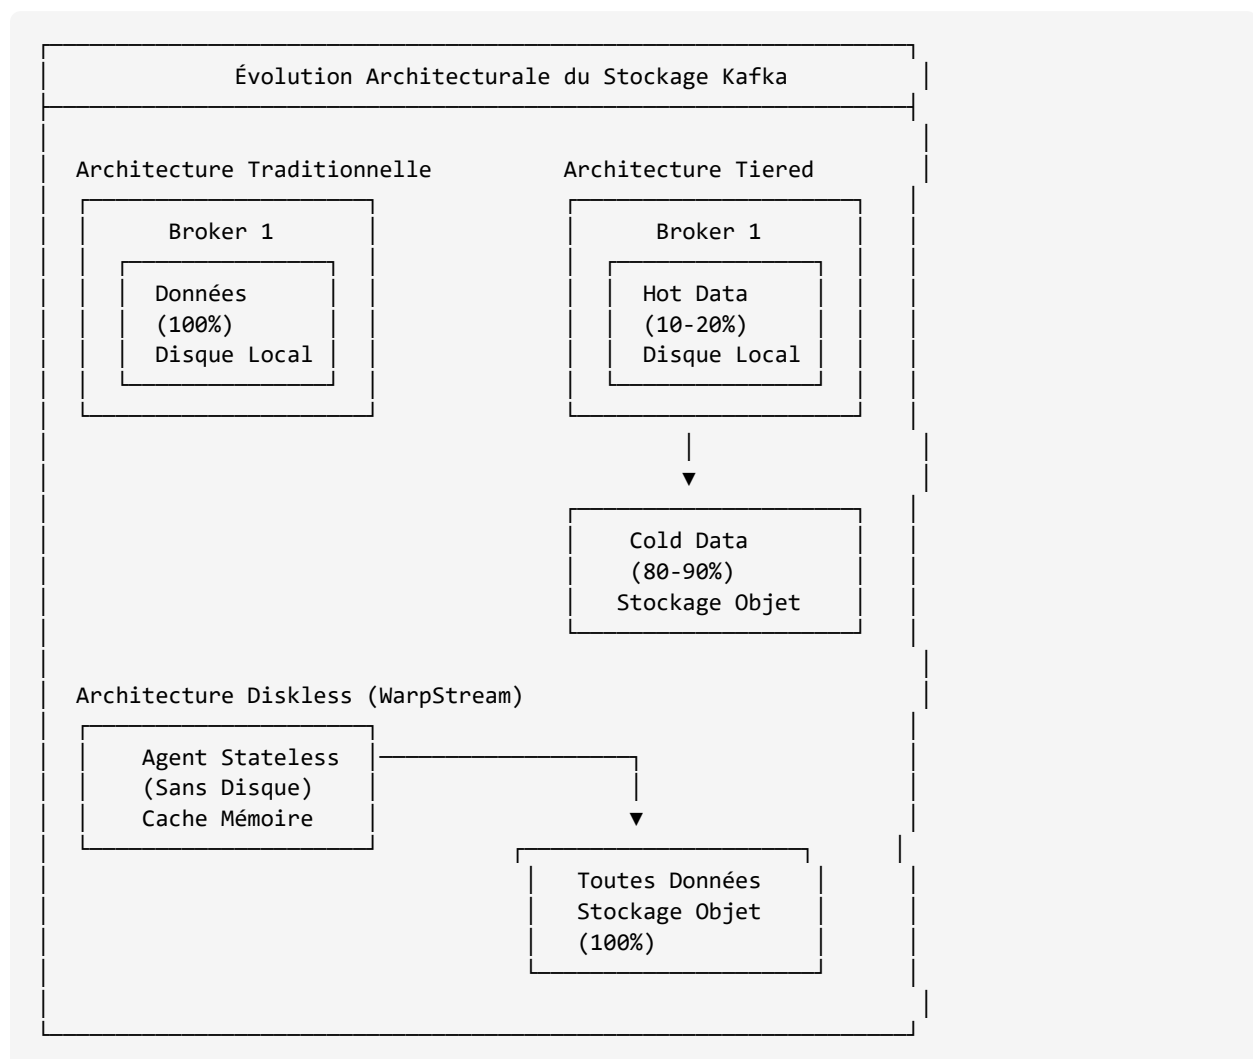 Évolution Architecturale du Stockage Kafka
Architecture Traditionnelle
Broker 1
Données
(100%)
Disque Local
Architecture Tiered
Broker 1
Hot Data
(10-20%)
Disque Local
Cold Data
(80-90%)
Stockage Objet
Architecture Diskless (WarpStream)
Agent Stateless
(Sans Disque)
Cache Mémoire
Toutes Données
Stockage Objet
(100%)